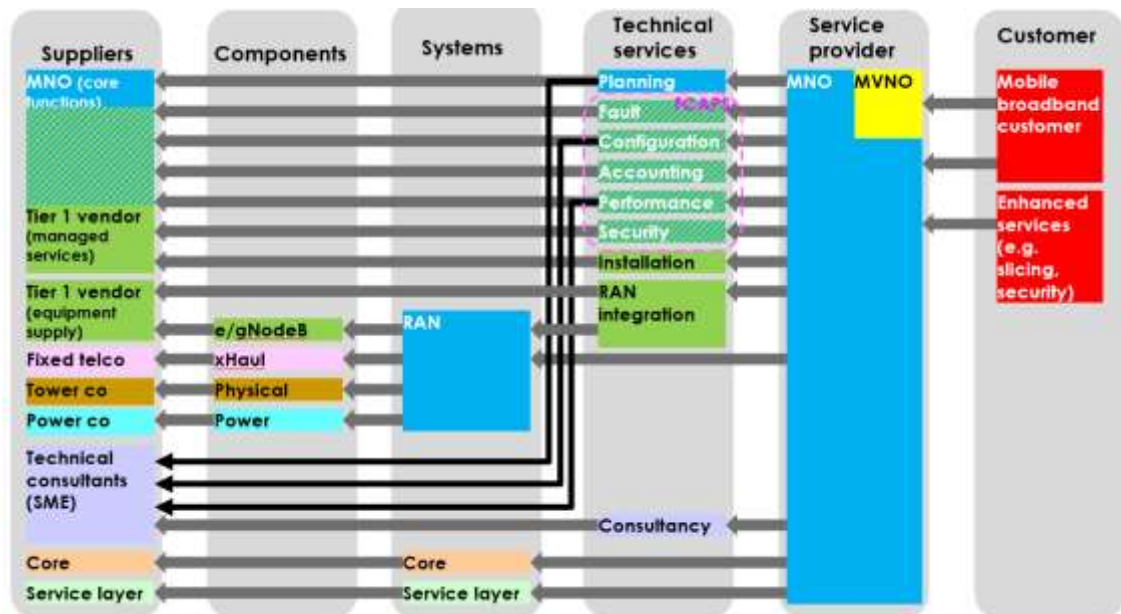 Suppliers
MNO (core
functions)
Tier 1 vendor
(managed
services)
Tier 1 vendor
(equipment
supply)
Fixed telco
Tower co
Power co
Technical
consultants
(SME)
Core
Service layer
Components
e/gNodeB
xHaul
Physical
Power
Systems
RAN
Core
Service layer
Technical
services
Planning
FCAPS
Fault
Configuration
Accounting
Performance
Security
Installation
RAN
integration
Consultancy
Service
provider
MNO
MVNO
Customer
Mobile
broadband
customer
Enhanced
services
(e.g.
slicing,
security)